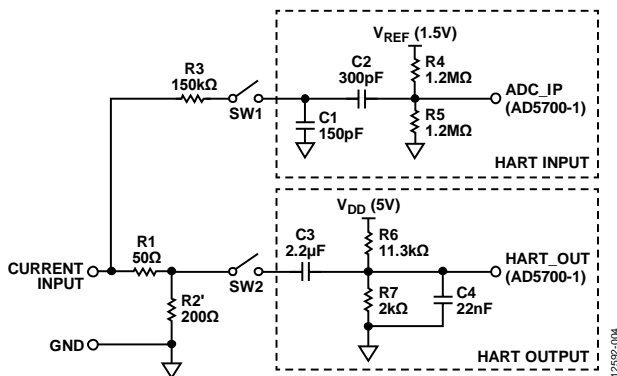 VREF (1.5V)
R3
150kΩ
SW1
C2
300pF
R4
1.2MΩ
ADC_IP
(AD5700-1)
C1
150pF
R5
1.2MΩ
HART INPUT
VDD (5V)
CURRENT
INPUT
R1
50Ω
SW2
C3
2.2µF
R6
11.3kΩ
HART_OUT
(AD5700-1)
R2'
200Ω
R7
2kΩ
C4
22nF
GND
HART OUTPUT
12592-004